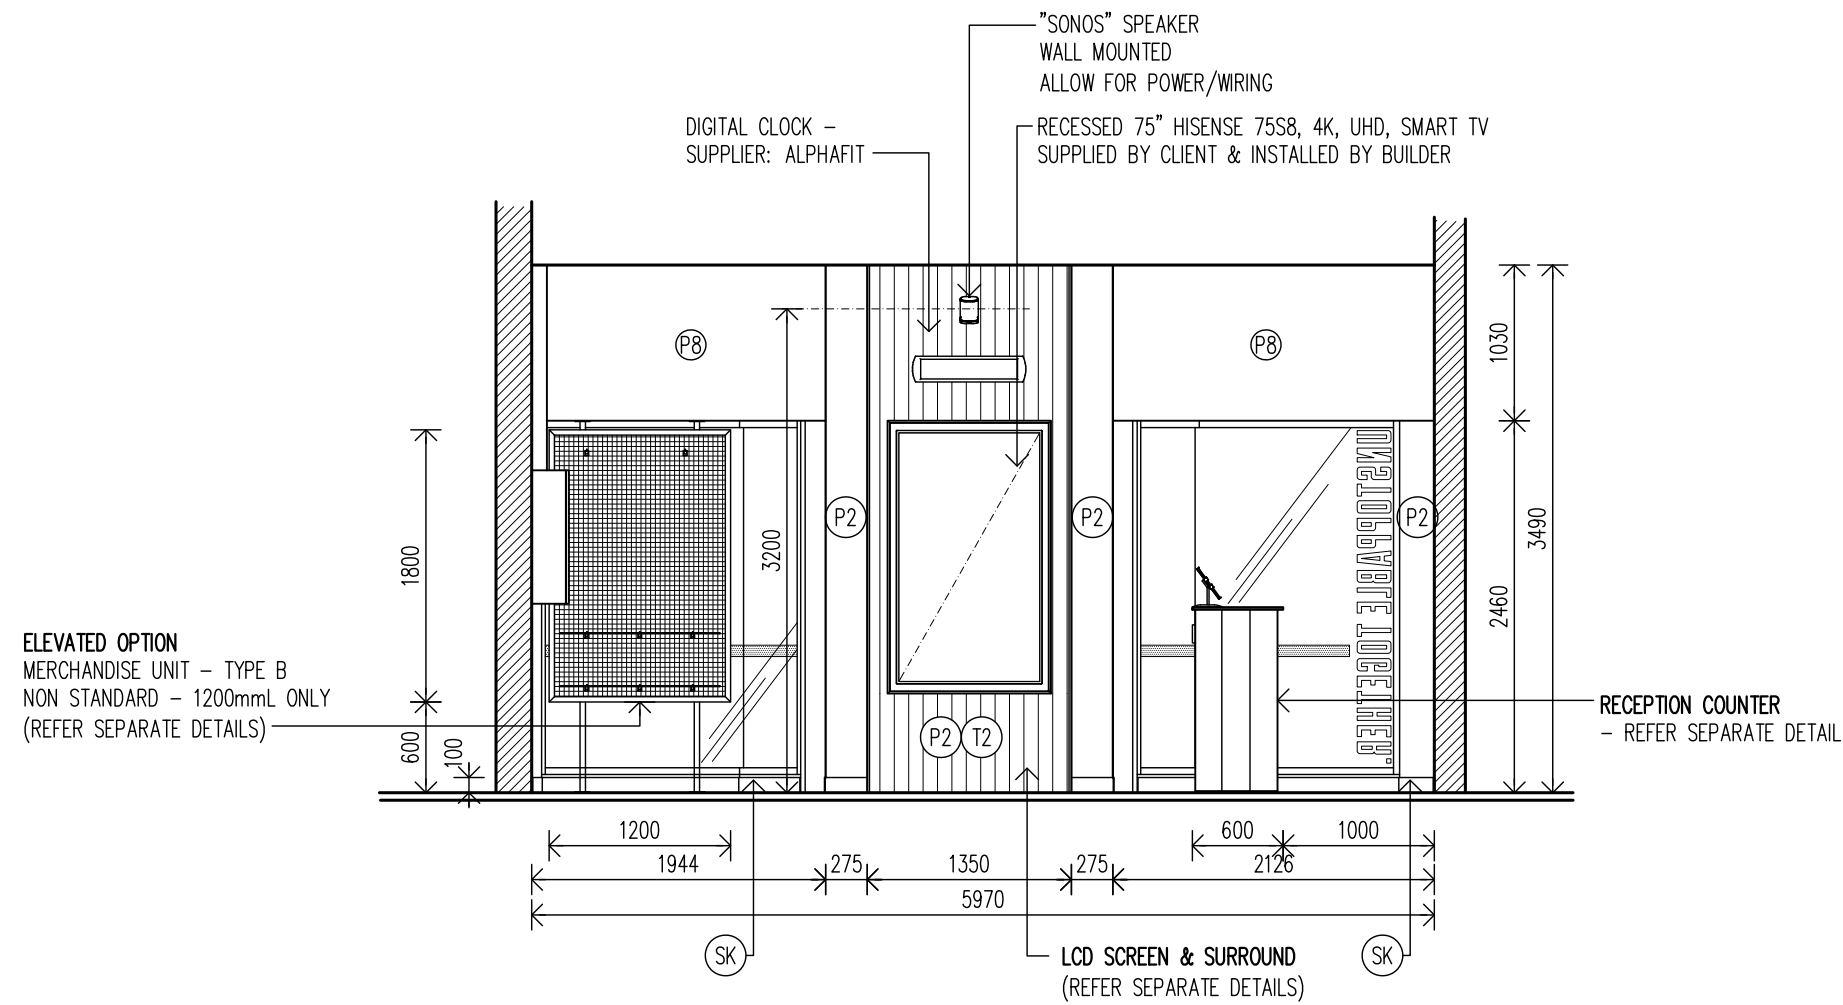 "SONOS" SPEAKER
WALL MOUNTED
ALLOW FOR POWER/WIRING
DIGITAL CLOCK –
SUPPLIER: ALPHAFIT
RECESSED 75" HISENSE 75S8, 4K, UHD, SMART TV
SUPPLIED BY CLIENT & INSTALLED BY BUILDER
P8
P8
1030
3490
2460
P2
P2
P2
3200
1800
600
100
UNSTOPPABLE TOGETHER.
ELEVATED OPTION
MERCHANDISE UNIT – TYPE B
NON STANDARD – 1200mmL ONLY
(REFER SEPARATE DETAILS)
RECEPTION COUNTER
– REFER SEPARATE DETAIL
P2
T2
1200
600
1000
1944
275
1350
275
2126
5970
SK
LCD SCREEN & SURROUND
(REFER SEPARATE DETAILS)
SK